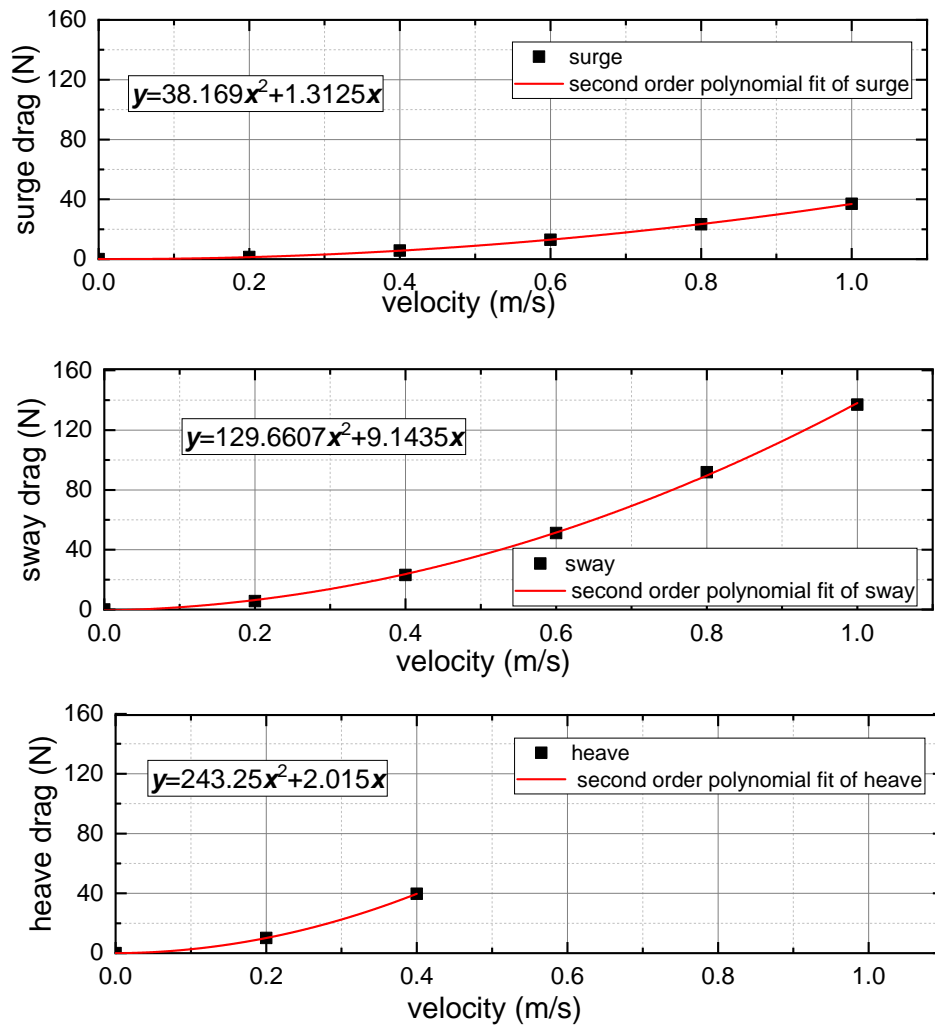 160
120
80
40
0
surge drag (N)
y=38.169x²+1.3125x
surge
second order polynomial fit of surge
0.0 0.2 0.4 0.6 0.8 1.0
velocity (m/s)
160
120
80
40
0
sway drag (N)
y=129.6607x²+9.1435x
sway
second order polynomial fit of sway
0.0 0.2 0.4 0.6 0.8 1.0
velocity (m/s)
160
120
80
40
0
heave drag (N)
y=243.25x²+2.015x
heave
second order polynomial fit of heave
0.0 0.2 0.4 0.6 0.8 1.0
velocity (m/s)